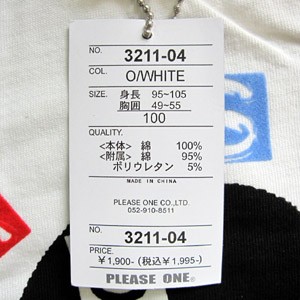 NO. 3211-04
COL. O/WHITE
SIZE. 身長 95~105
胸囲 49~55
100
QUALITY.
<本体> 綿 100%
<附属> 綿 95%
ポリウレタン 5%
MADE IN CHINA
PLEASE ONE CO.,LTD.
052-910-8511
NO. 3211-04
PRICE.
¥1,900-(税込¥1,995-)
PLEASE ONE®